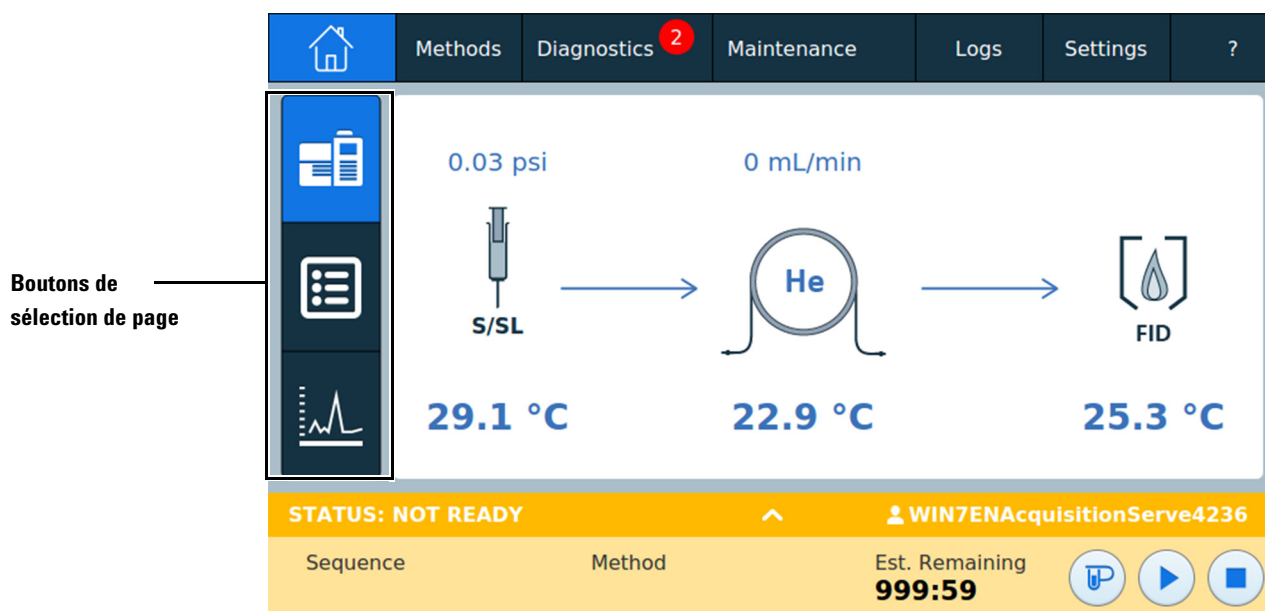 Methods
Diagnostics
2
Maintenance
Logs
Settings
?
Boutons de
sélection de page
0.03 psi
0 mL/min
He
S/SL
FID
29.1 °C
22.9 °C
25.3 °C
STATUS: NOT READY
WIN7ENAcquisitionServe4236
Sequence
Method
Est. Remaining
999:59